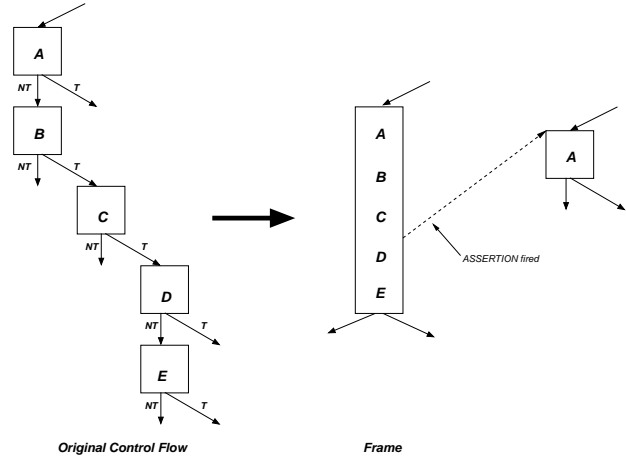 A
NT
T
B
NT
T
C
NT
T
D
NT
T
E
NT
T
Original Control Flow
A
B
C
D
E
ASSERTION fired
A
Frame